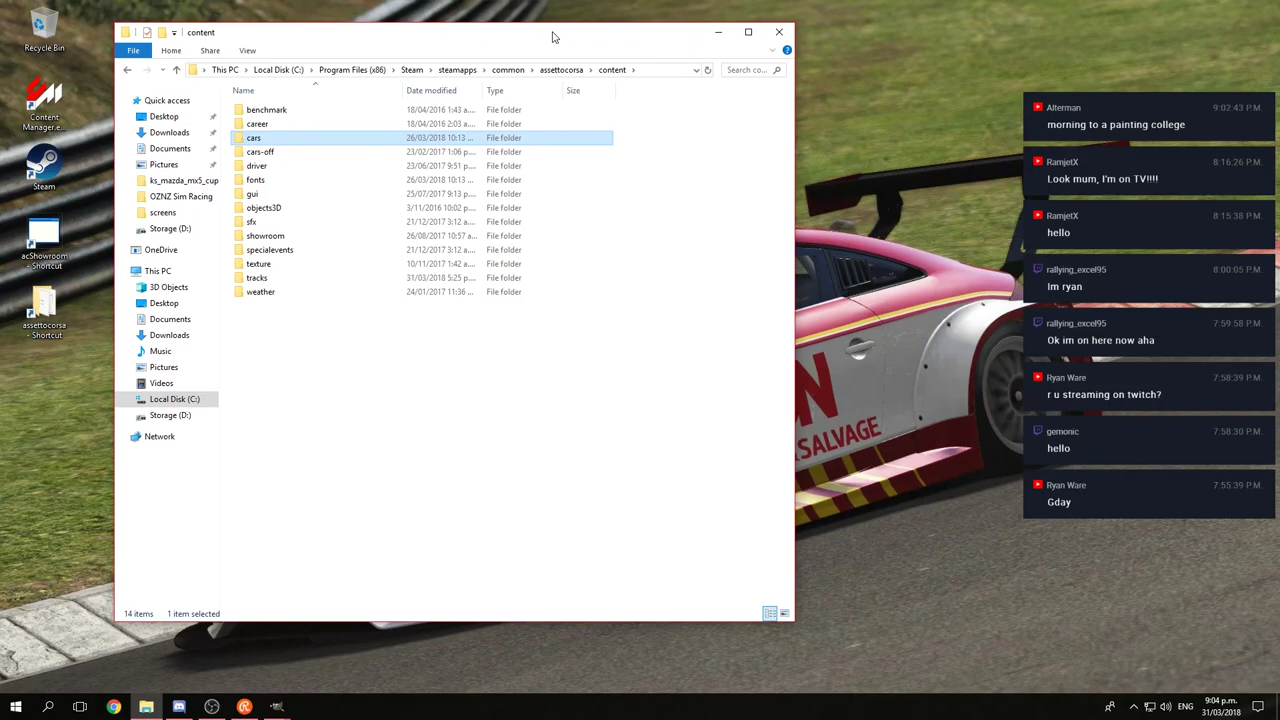 Recycle Bin
Content
Manager.e...
Steam
acShowroom
- Shortcut
assettocorsa
- Shortcut
content
File
Home
Share
View
This PC
Local Disk (C:)
Program Files (x86)
Steam
steamapps
common
assettocorsa
content
Search co...
Quick access
Desktop
Downloads
Documents
Pictures
ks_mazda_mx5_cup
OZNZ Sim Racing
screens
Storage (D:)
OneDrive
This PC
3D Objects
Desktop
Documents
Downloads
Music
Pictures
Videos
Local Disk (C:)
Storage (D:)
Network
Name Date modified Type Size
benchmark 18/04/2016 1:43 a.... File folder
career 18/04/2016 2:03 a.... File folder
cars 26/03/2018 10:13 ... File folder
cars-off 23/02/2017 1:06 p.... File folder
driver 23/06/2017 9:51 p.... File folder
fonts 26/03/2018 10:13 ... File folder
gui 25/07/2017 9:13 p.... File folder
objects3D 3/11/2016 10:02 p... File folder
sfx 21/12/2017 3:12 a.... File folder
showroom 26/08/2017 10:57 a... File folder
specialevents 21/12/2017 3:12 a.... File folder
texture 10/11/2017 1:42 a.... File folder
tracks 31/03/2018 5:25 p.... File folder
weather 24/01/2017 11:36 ... File folder
14 items 1 item selected
N
SALVAGE
Alterman 9:02:43 P.M.
morning to a painting college
RamjetX 8:16:26 P.M.
Look mum, I'm on TV!!!!
RamjetX 8:15:38 P.M.
hello
rallying_excel95 8:00:05 P.M.
Im ryan
rallying_excel95 7:59:58 P.M.
Ok im on here now aha
Ryan Ware 7:58:39 P.M.
r u streaming on twitch?
gemonic 7:58:30 P.M.
hello
Ryan Ware 7:55:39 P.M.
Gday
ENG
9:04 p.m.
31/03/2018